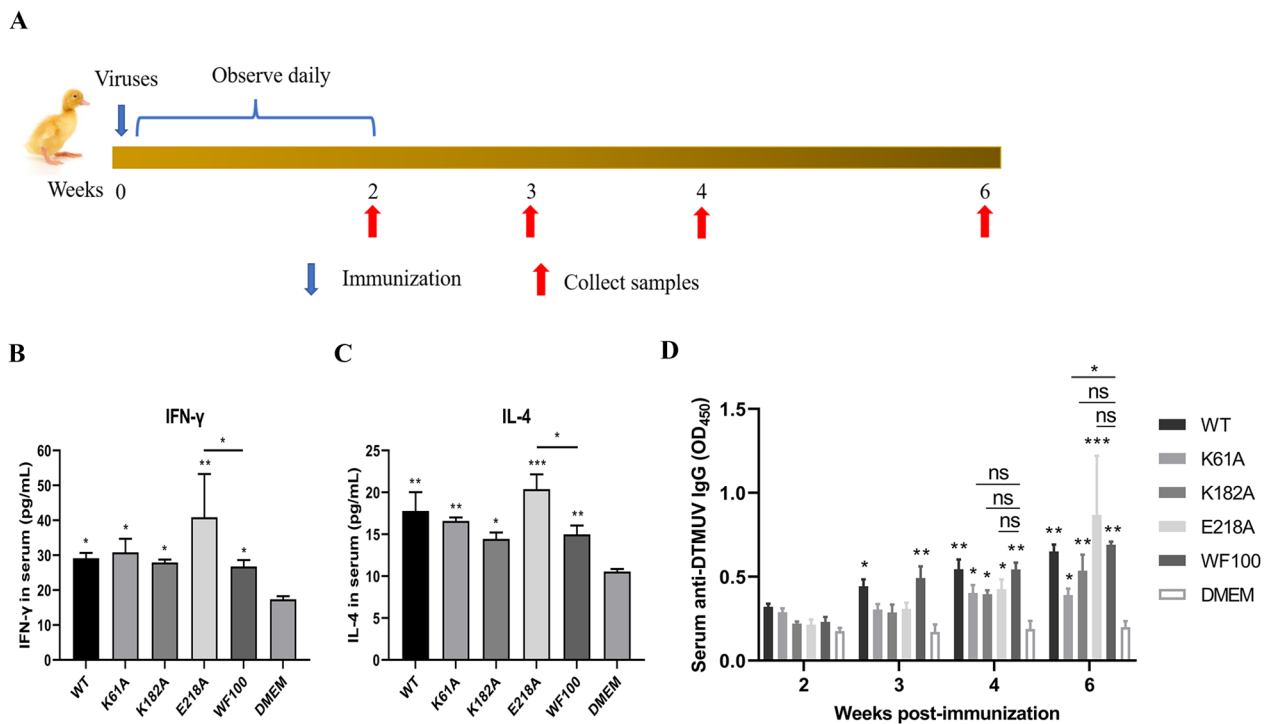 A
Viruses
Observe daily
Weeks 0 2 3 4 6
Immunization
Collect samples
B
IFN-γ
IFN-γ in serum (pg/mL)
60
50
40
30
20
10
0
*
*
*
**
*
*
WT
K61A
K182A
E218A
WF100
DMEM
C
IL-4
IL-4 in serum (pg/mL)
25
20
15
10
5
0
**
**
*
***
*
**
WT
K61A
K182A
E218A
WF100
DMEM
D
Serum anti-DTMUV IgG (OD450)
1.5
1.0
0.5
0.0
*
**
ns
ns
ns
**
*
*
*
**
*
ns
ns
**
*
**
***
**
2 3 4 6
Weeks post-immunization
WT
K61A
K182A
E218A
WF100
DMEM